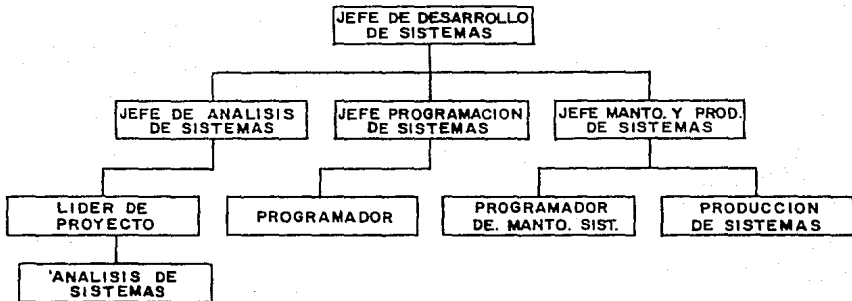 JEFE DE DESARROLLO
DE SISTEMAS
JEFE DE ANALISIS
DE SISTEMAS
JEFE PROGRAMACION
DE SISTEMAS
JEFE MANTO. Y PROD.
DE SISTEMAS
LIDER DE
PROYECTO
PROGRAMADOR
PROGRAMADOR
DE. MANTO. SIST.
PRODUCCION
DE SISTEMAS
'ANALISIS DE
SISTEMAS